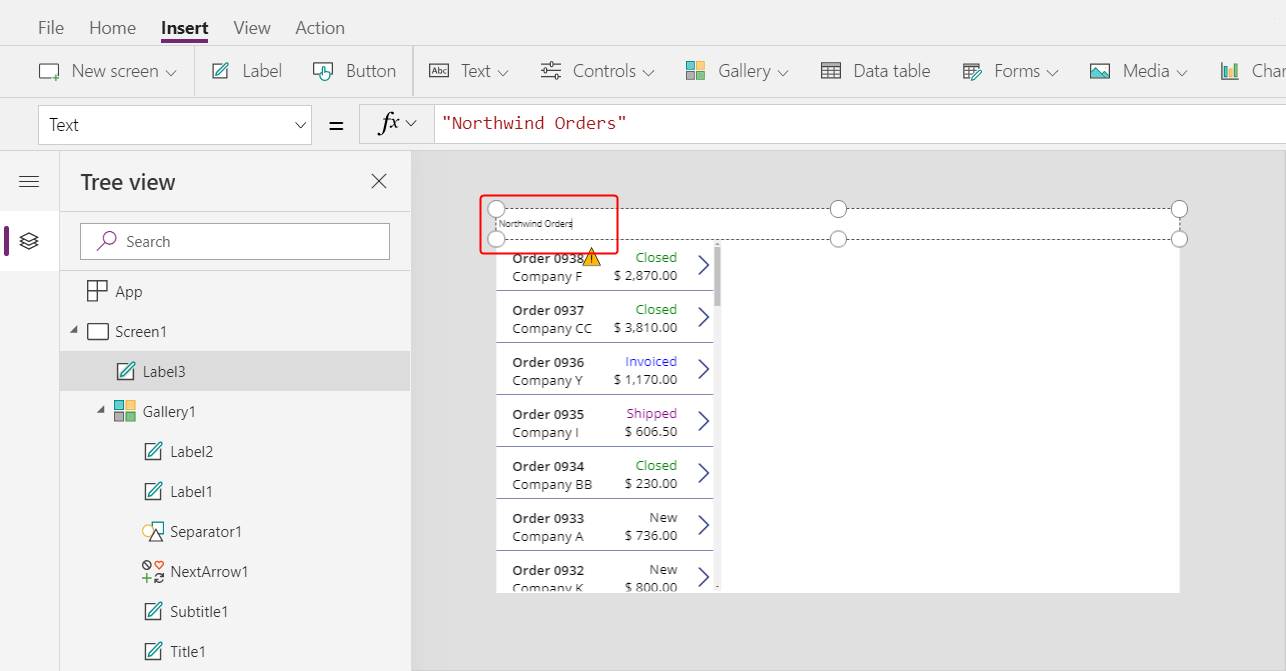 File Home Insert View Action
New screen Label Button Abc Text Controls Gallery Data table Forms Media Char
Text = fx "Northwind Orders"
Tree view
Search
App
Screen1
Label3
Gallery1
Label2
Label1
Separator1
NextArrow1
Subtitle1
Title1
Northwind Orders
Order 0938 Closed
Company F $ 2,870.00
Order 0937 Closed
Company CC $ 3,810.00
Order 0936 Invoiced
Company Y $ 1,170.00
Order 0935 Shipped
Company I $ 606.50
Order 0934 Closed
Company BB $ 230.00
Order 0933 New
Company A $ 736.00
Order 0932 New
Company K $ 800.00